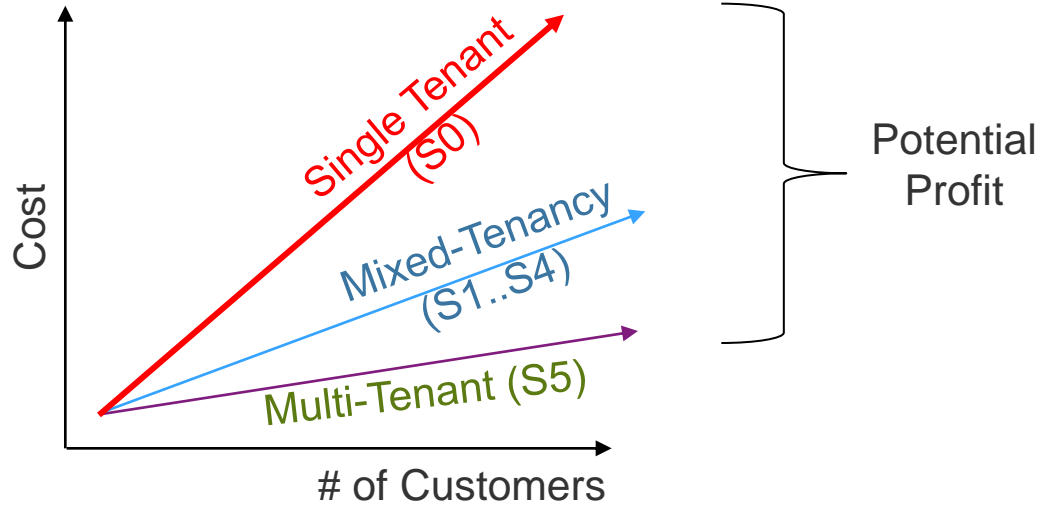 Single Tenant
(S0)
Potential
Profit
Cost
Mixed-Tenancy
(S1..S4)
Multi-Tenant (S5)
# of Customers